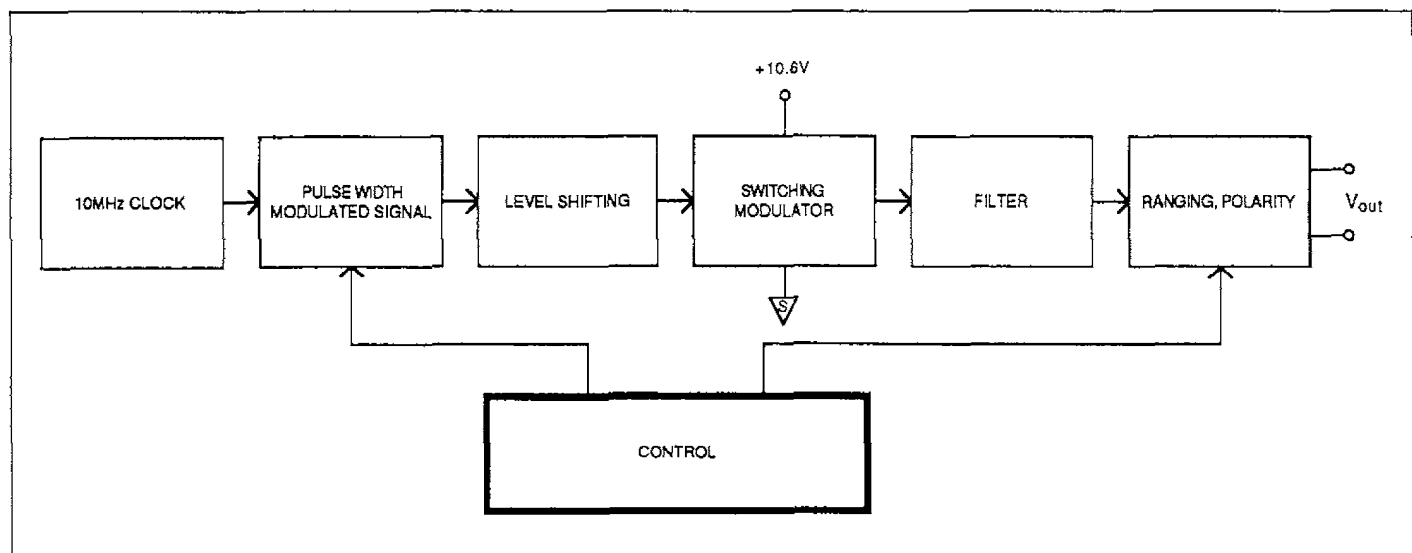 +10.6V
10MHz CLOCK
PULSE WIDTH
MODULATED SIGNAL
LEVEL SHIFTING
SWITCHING
MODULATOR
FILTER
RANGING, POLARITY
Vout
S
CONTROL